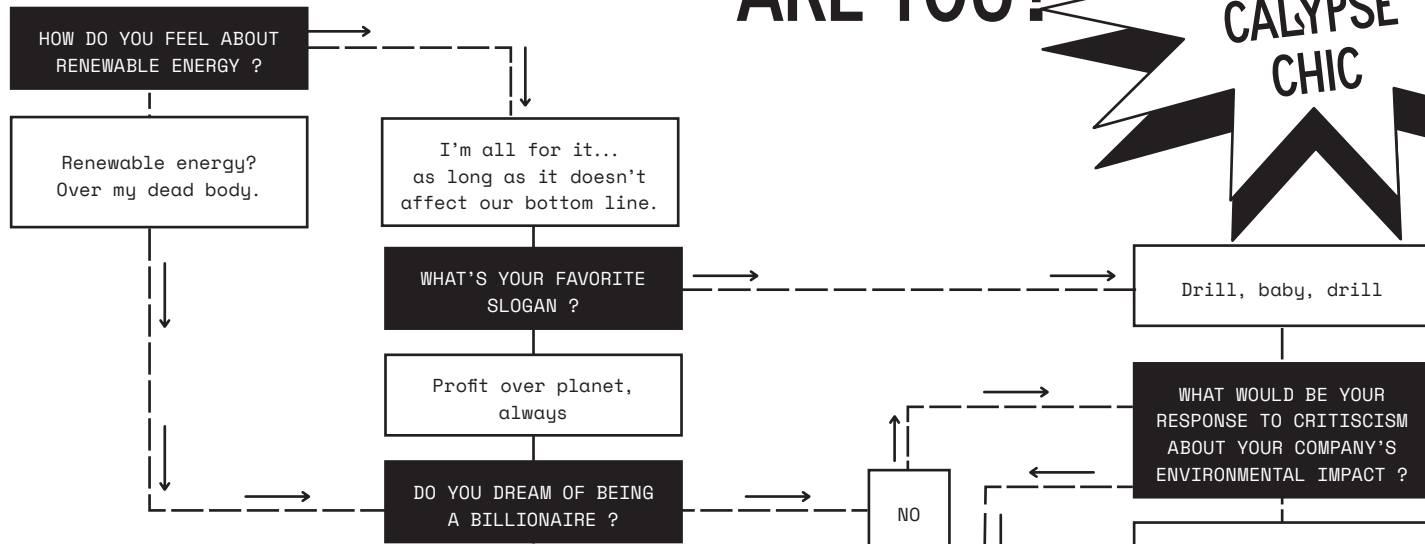 ARE YOU?
CALYPSE
CHIC
HOW DO YOU FEEL ABOUT
RENEWABLE ENERGY ?
Renewable energy?
Over my dead body.
I'm all for it...
as long as it doesn't
affect our bottom line.
WHAT'S YOUR FAVORITE
SLOGAN ?
Drill, baby, drill
Profit over planet,
always
WHAT WOULD BE YOUR
RESPONSE TO CRITISCISM
ABOUT YOUR COMPANY'S
ENVIRONMENTAL IMPACT ?
DO YOU DREAM OF BEING
A BILLIONAIRE ?
NO